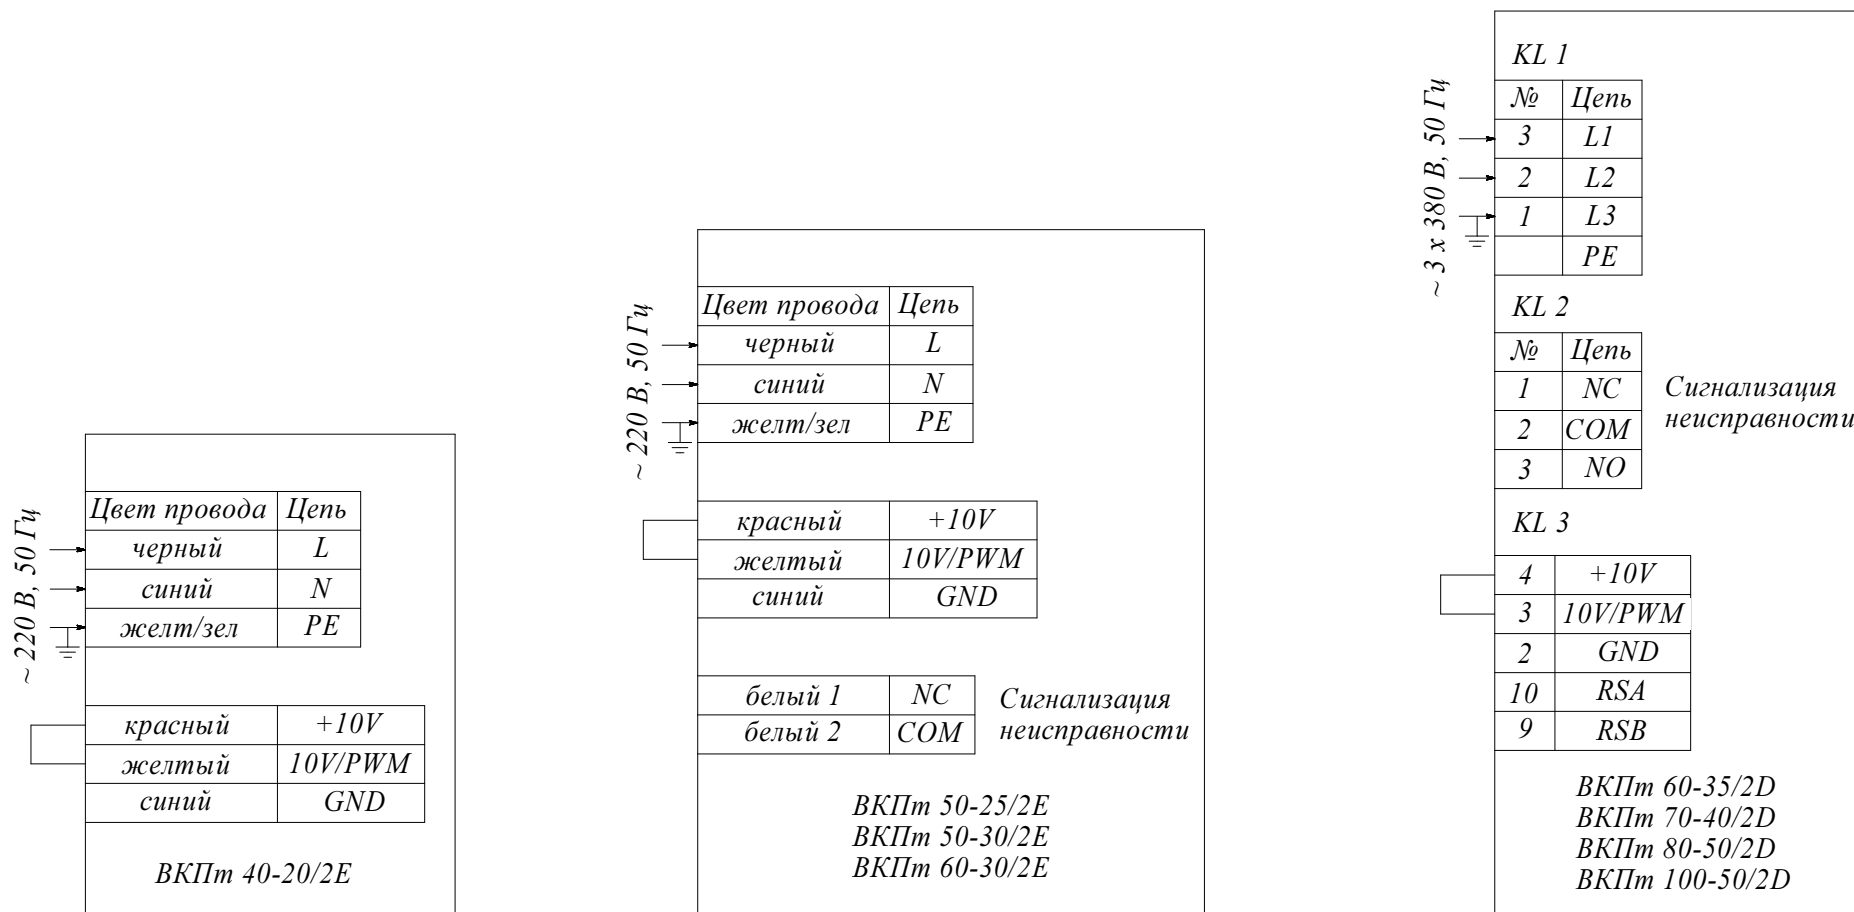 ~ 220 В, 50 Гц
Цвет провода Цепь
черный L
синий N
желт/зел PE
красный +10V
желтый 10V/PWM
синий GND
ВКПт 40-20/2E
~ 220 В, 50 Гц
Цвет провода Цепь
черный L
синий N
желт/зел PE
красный +10V
желтый 10V/PWM
синий GND
белый 1 NC
белый 2 COM
Сигнализация
неисправности
ВКПт 50-25/2E
ВКПт 50-30/2E
ВКПт 60-30/2E
~ 3 x 380 В, 50 Гц
KL 1
№ Цепь
3 L1
2 L2
1 L3
PE
KL 2
№ Цепь
1 NC
2 COM
3 NO
Сигнализация
неисправности
KL 3
4 +10V
3 10V/PWM
2 GND
10 RSA
9 RSB
ВКПт 60-35/2D
ВКПт 70-40/2D
ВКПт 80-50/2D
ВКПт 100-50/2D